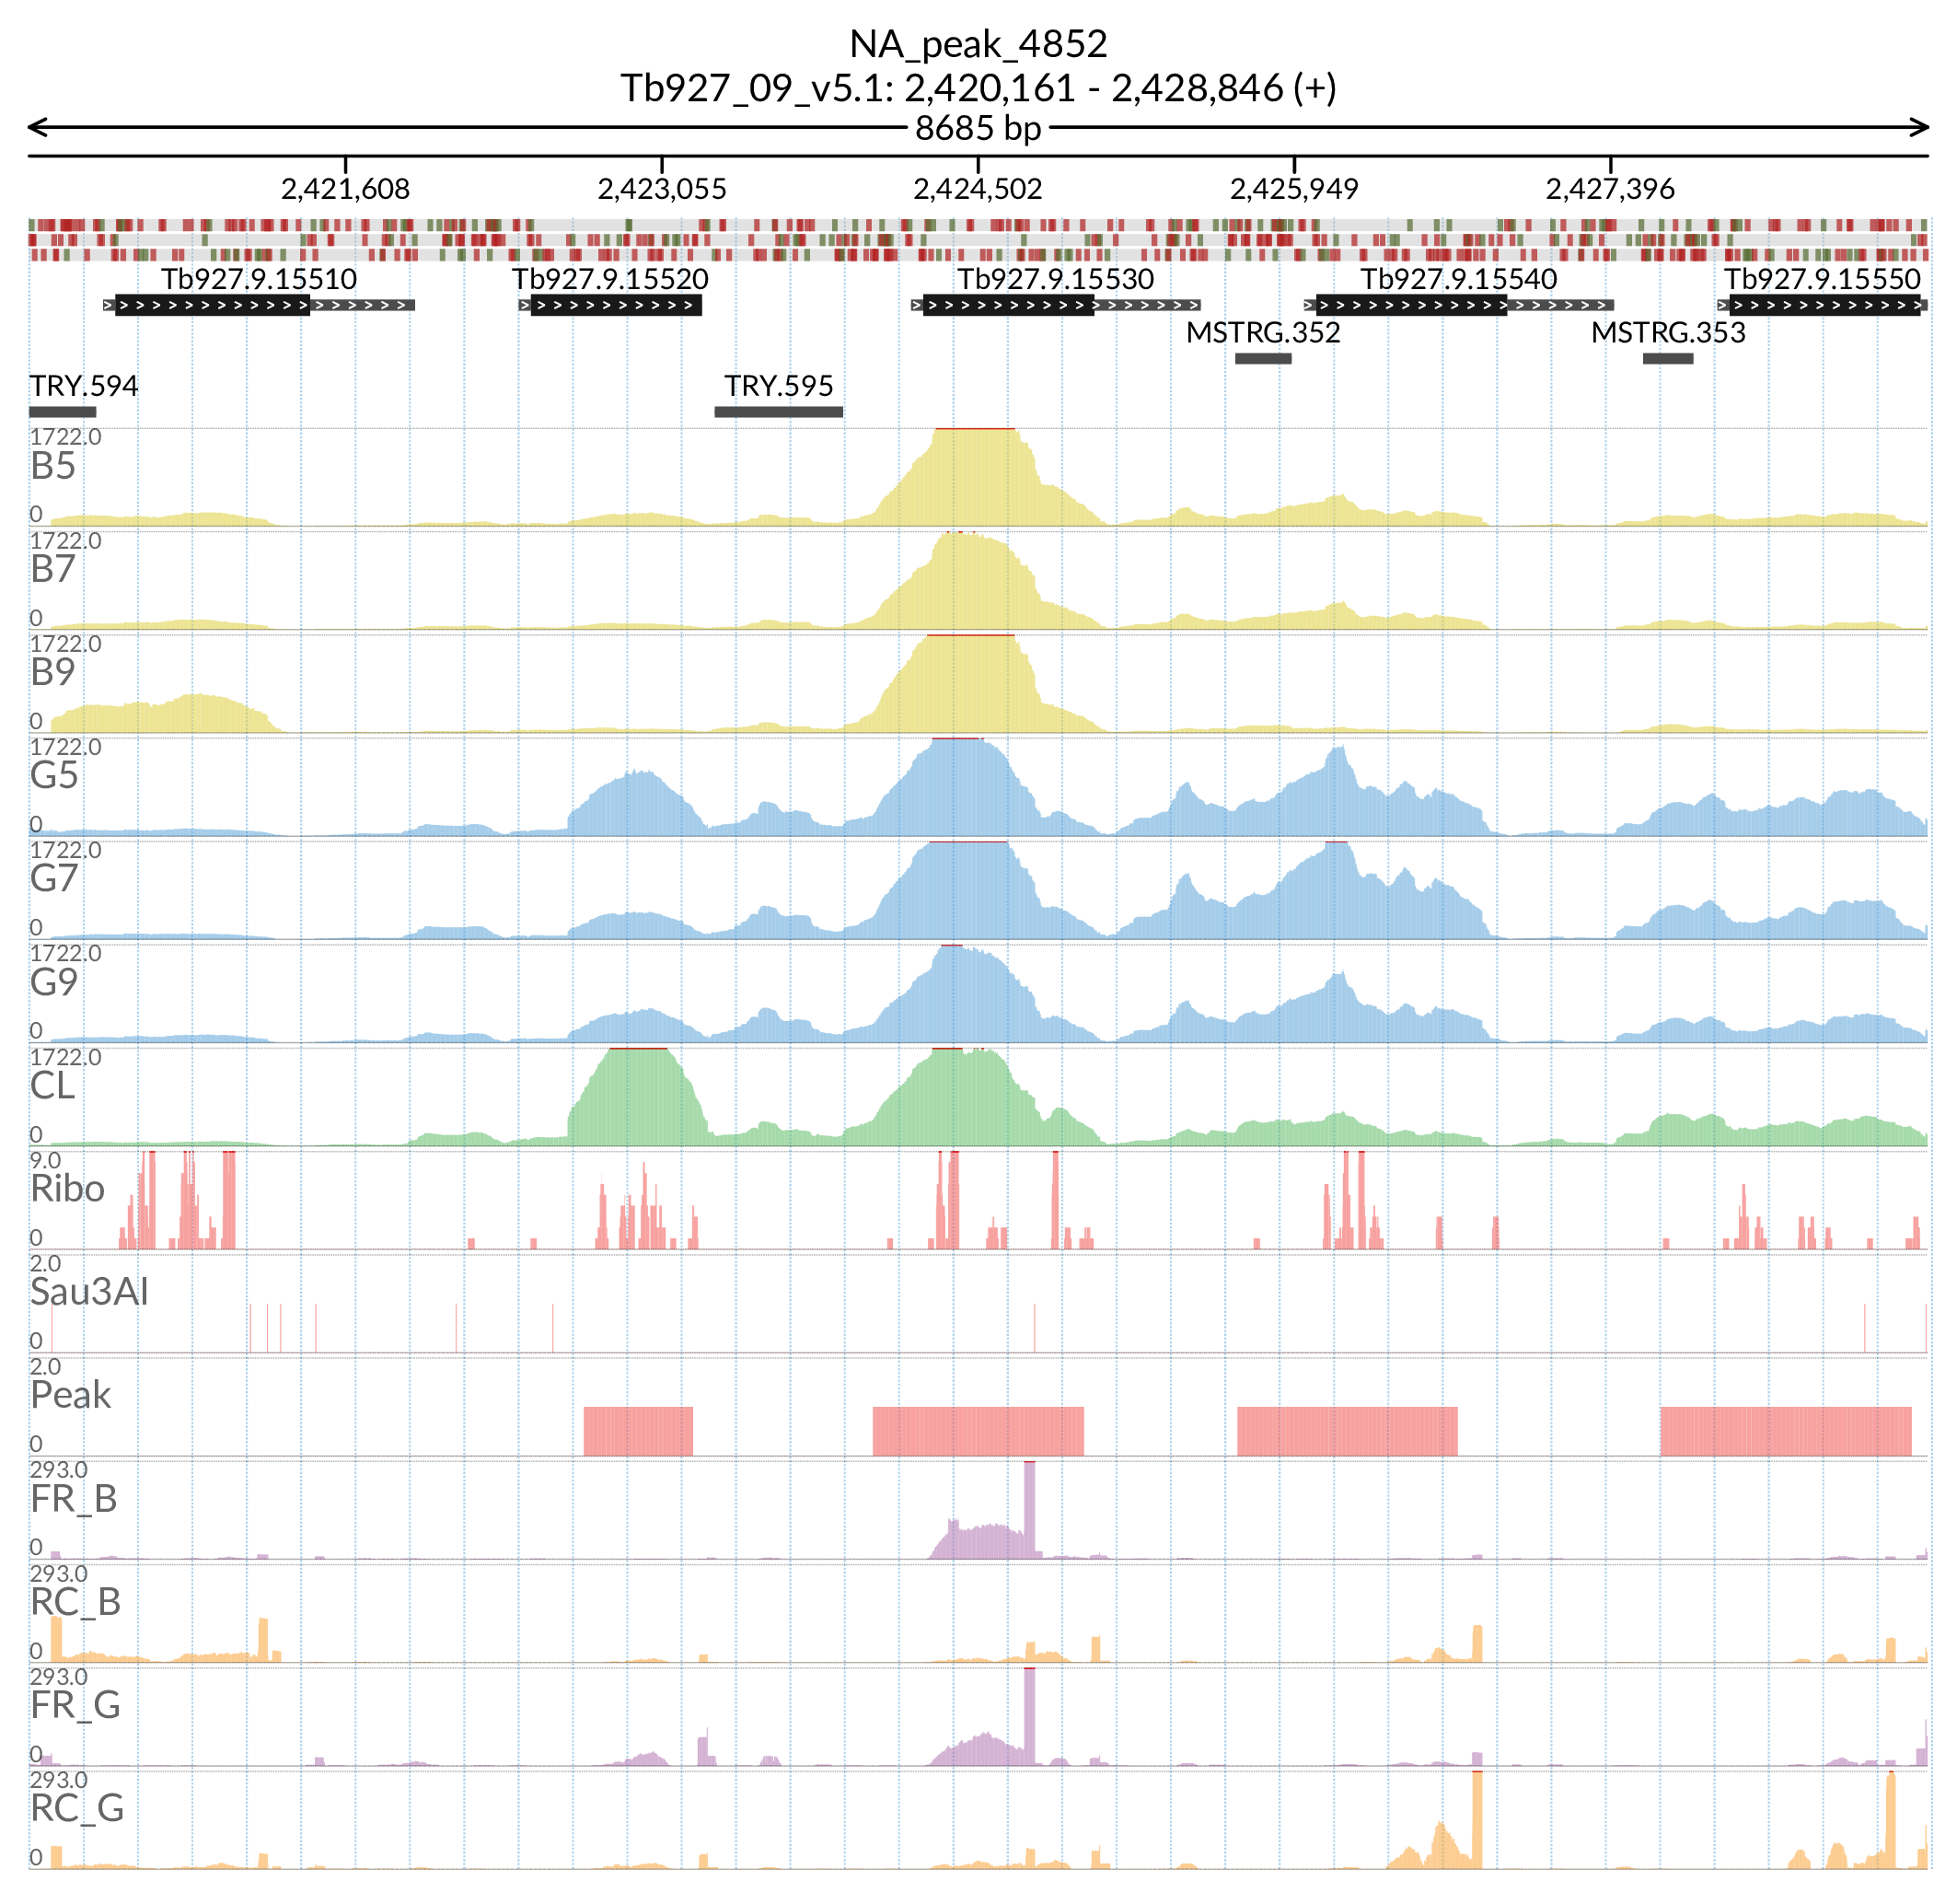 NA_peak_4852
Tb927_09_v5.1: 2,420,161 - 2,428,846 (+)
8685 bp
2,421,608 2,423,055 2,424,502 2,425,949 2,427,396
Tb927.9.15510 Tb927.9.15520 Tb927.9.15530 Tb927.9.15540 Tb927.9.15550
MSTRG.352 MSTRG.353
TRY.594 TRY.595
1722.0
B5
0
1722.0
B7
0
1722.0
B9
0
1722.0
G5
0
1722.0
G7
0
1722.0
G9
0
1722.0
CL
0
9.0
Ribo
0
2.0
Sau3AI
0
2.0
Peak
0
293.0
FR_B
0
293.0
RC_B
0
293.0
FR_G
0
293.0
RC_G
0